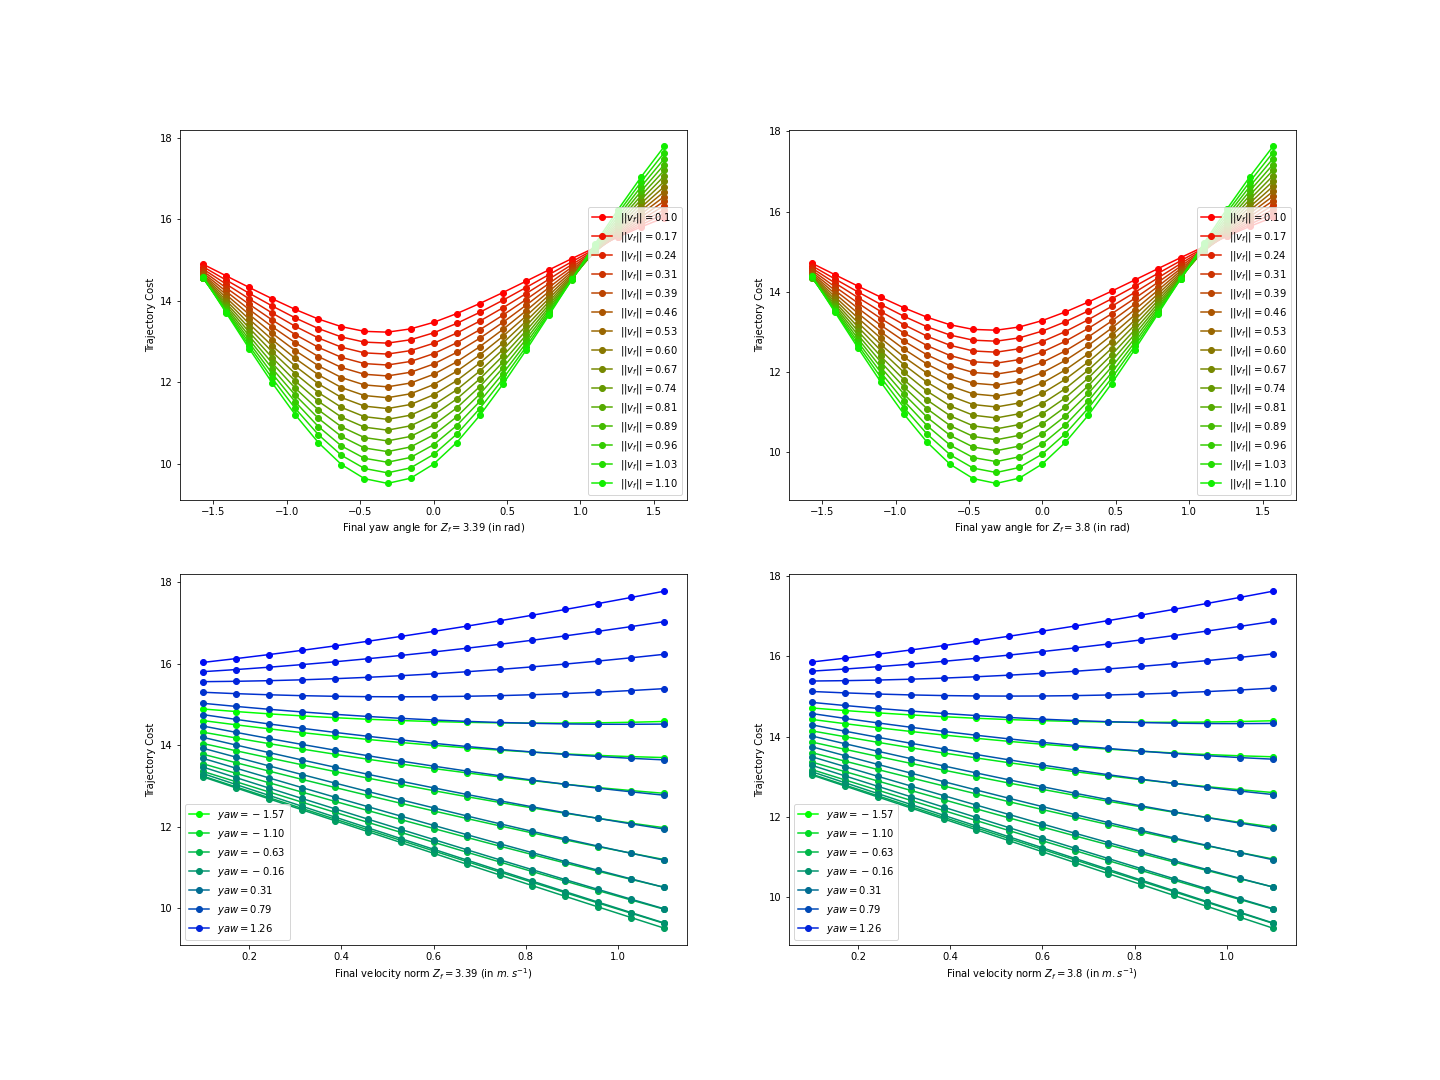 18
16
14
12
10
Trajectory Cost
−1.5 −1.0 −0.5 0.0 0.5 1.0 1.5
Final yaw angle for Z_f = 3.39 (in rad)
||v_f|| = 0.10
||v_f|| = 0.17
||v_f|| = 0.24
||v_f|| = 0.31
||v_f|| = 0.39
||v_f|| = 0.46
||v_f|| = 0.53
||v_f|| = 0.60
||v_f|| = 0.67
||v_f|| = 0.74
||v_f|| = 0.81
||v_f|| = 0.89
||v_f|| = 0.96
||v_f|| = 1.03
||v_f|| = 1.10
18
16
14
12
10
Trajectory Cost
−1.5 −1.0 −0.5 0.0 0.5 1.0 1.5
Final yaw angle for Z_f = 3.8 (in rad)
||v_f|| = 0.10
||v_f|| = 0.17
||v_f|| = 0.24
||v_f|| = 0.31
||v_f|| = 0.39
||v_f|| = 0.46
||v_f|| = 0.53
||v_f|| = 0.60
||v_f|| = 0.67
||v_f|| = 0.74
||v_f|| = 0.81
||v_f|| = 0.89
||v_f|| = 0.96
||v_f|| = 1.03
||v_f|| = 1.10
18
16
14
12
10
Trajectory Cost
yaw = −1.57
yaw = −1.10
yaw = −0.63
yaw = −0.16
yaw = 0.31
yaw = 0.79
yaw = 1.26
0.2 0.4 0.6 0.8 1.0
Final velocity norm Z_f = 3.39 (in m.s⁻¹)
18
16
14
12
10
Trajectory Cost
yaw = −1.57
yaw = −1.10
yaw = −0.63
yaw = −0.16
yaw = 0.31
yaw = 0.79
yaw = 1.26
0.2 0.4 0.6 0.8 1.0
Final velocity norm Z_f = 3.8 (in m.s⁻¹)